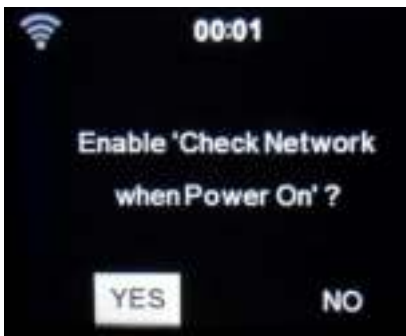 00:01
Enable 'Check Network
when Power On' ?
YES NO